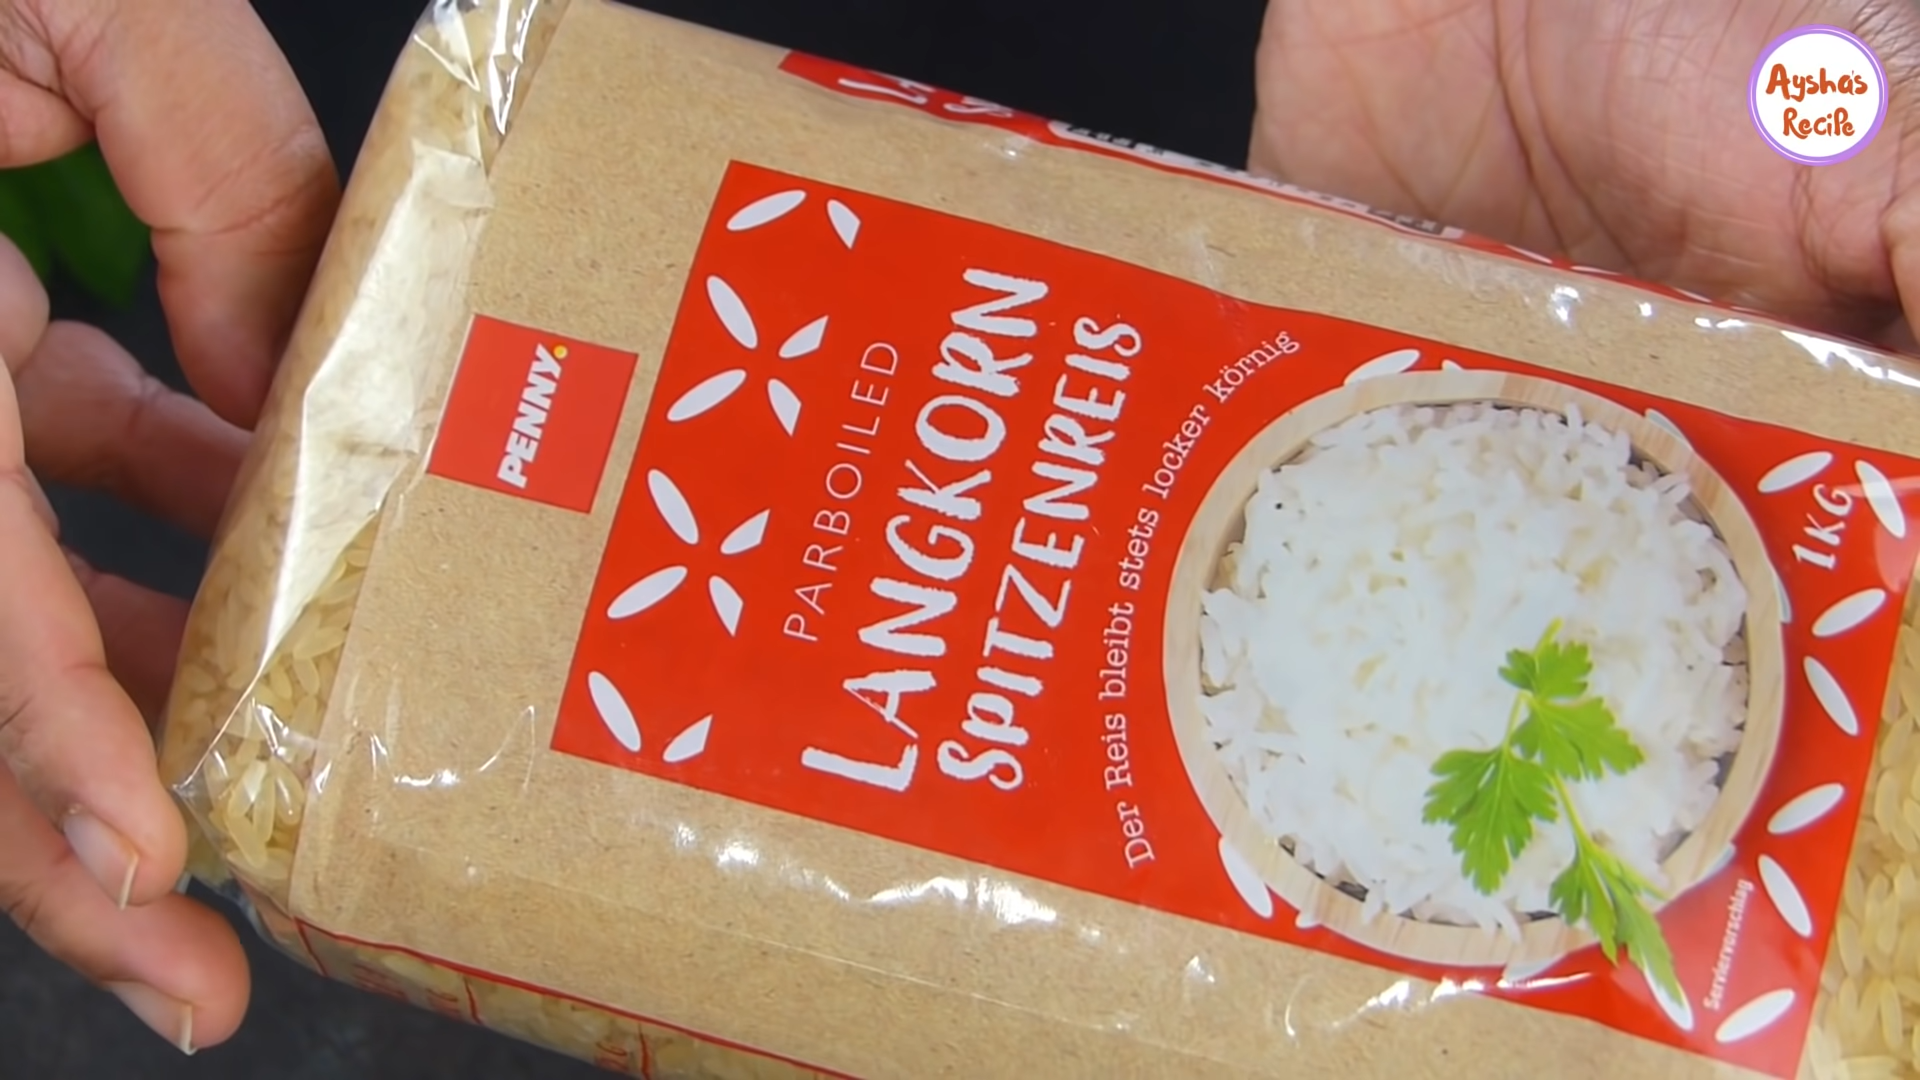 Aysha's
Recipe
PENNY.
PARBOILED
LANGKORN
SPITZENREIS
Der Reis bleibt stets locker körnig
1KG
Serviervorschlag